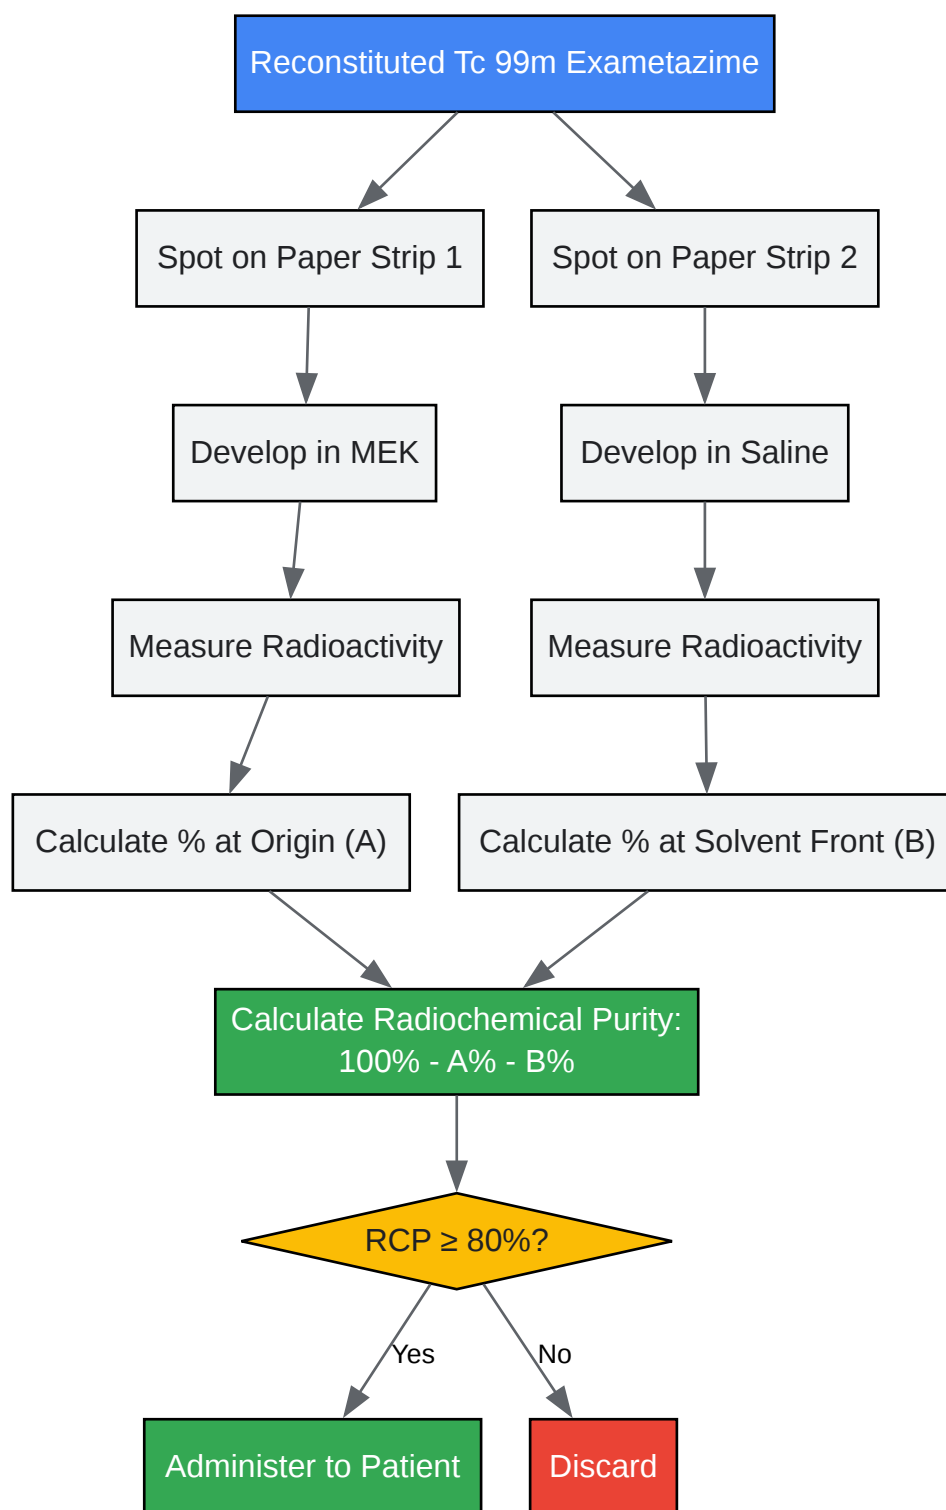 Reconstituted Tc 99m Exametazime
Spot on Paper Strip 1
Spot on Paper Strip 2
Develop in MEK
Develop in Saline
Measure Radioactivity
Measure Radioactivity
Calculate % at Origin (A)
Calculate % at Solvent Front (B)
Calculate Radiochemical Purity:
100% - A% - B%
RCP ≥ 80%?
Yes
No
Administer to Patient
Discard